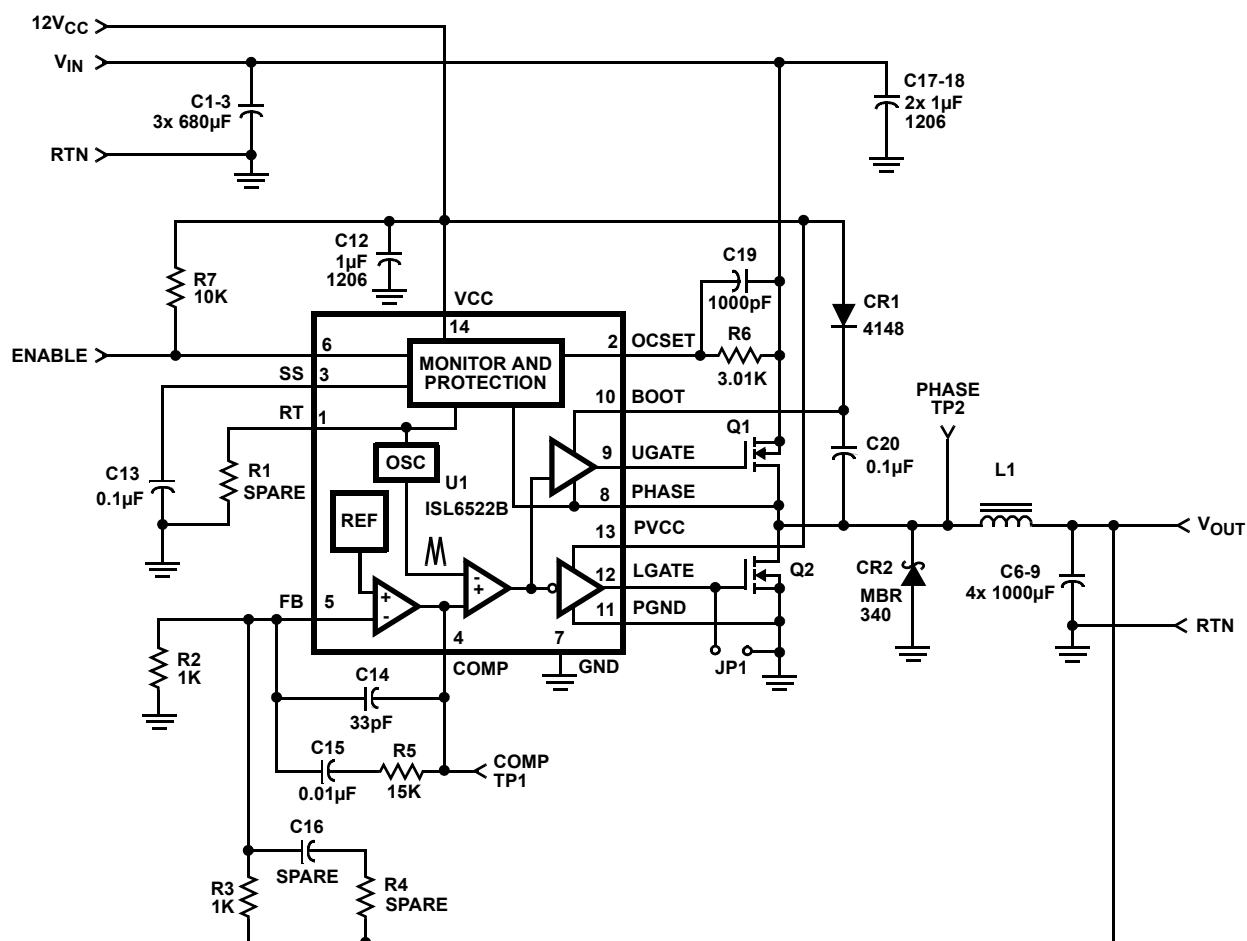 12VCC
VIN
C1-3
3x 680µF
RTN
C17-18
2x 1µF
1206
C12
1µF
1206
R7
10K
C19
1000pF
CR1
4148
VCC
14
ENABLE
6
2
OCSET
R6
3.01K
MONITOR AND
PROTECTION
SS
3
10
BOOT
PHASE
TP2
RT
1
Q1
C20
0.1µF
OSC
9
UGATE
L1
C13
0.1µF
R1
SPARE
U1
ISL6522B
8
PHASE
REF
13
PVCC
VOUT
-
+
12
LGATE
Q2
CR2
MBR
340
C6-9
4x 1000µF
+
-
FB
5
11
PGND
RTN
4
7
R2
1K
COMP
GND
JP1
C14
33pF
C15
R5
COMP
TP1
0.01µF
15K
C16
SPARE
R3
1K
R4
SPARE